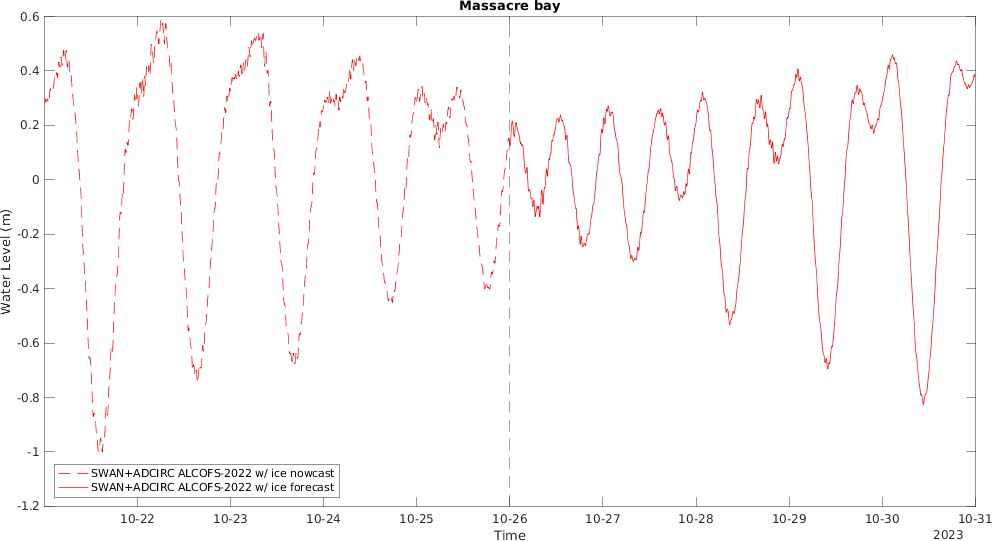 Massacre bay
0.6
0.4
0.2
0
-0.2
-0.4
-0.6
-0.8
-1
-1.2
Water Level (m)
SWAN+ADCIRC ALCOFS-2022 w/ ice nowcast
SWAN+ADCIRC ALCOFS-2022 w/ ice forecast
10-22 10-23 10-24 10-25 10-26 10-27 10-28 10-29 10-30 10-31
Time
2023